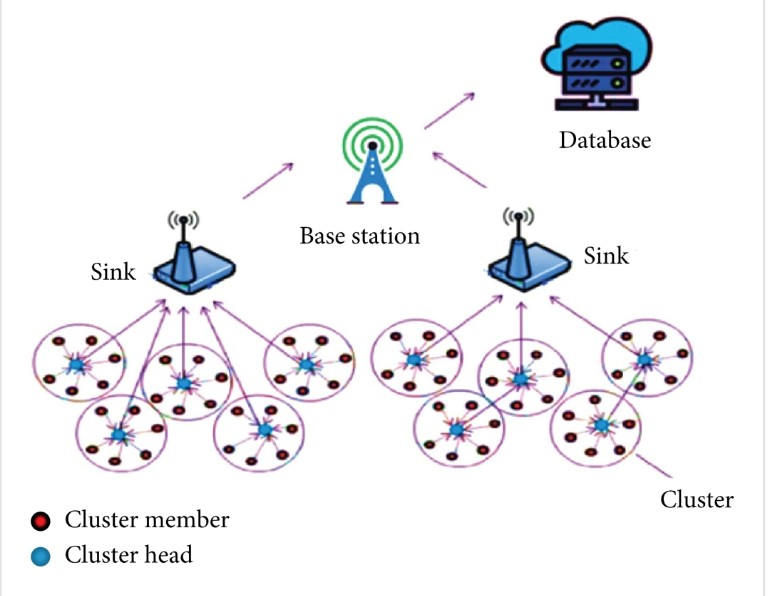 Database
Base station
Sink
Sink
Cluster
Cluster member
Cluster head